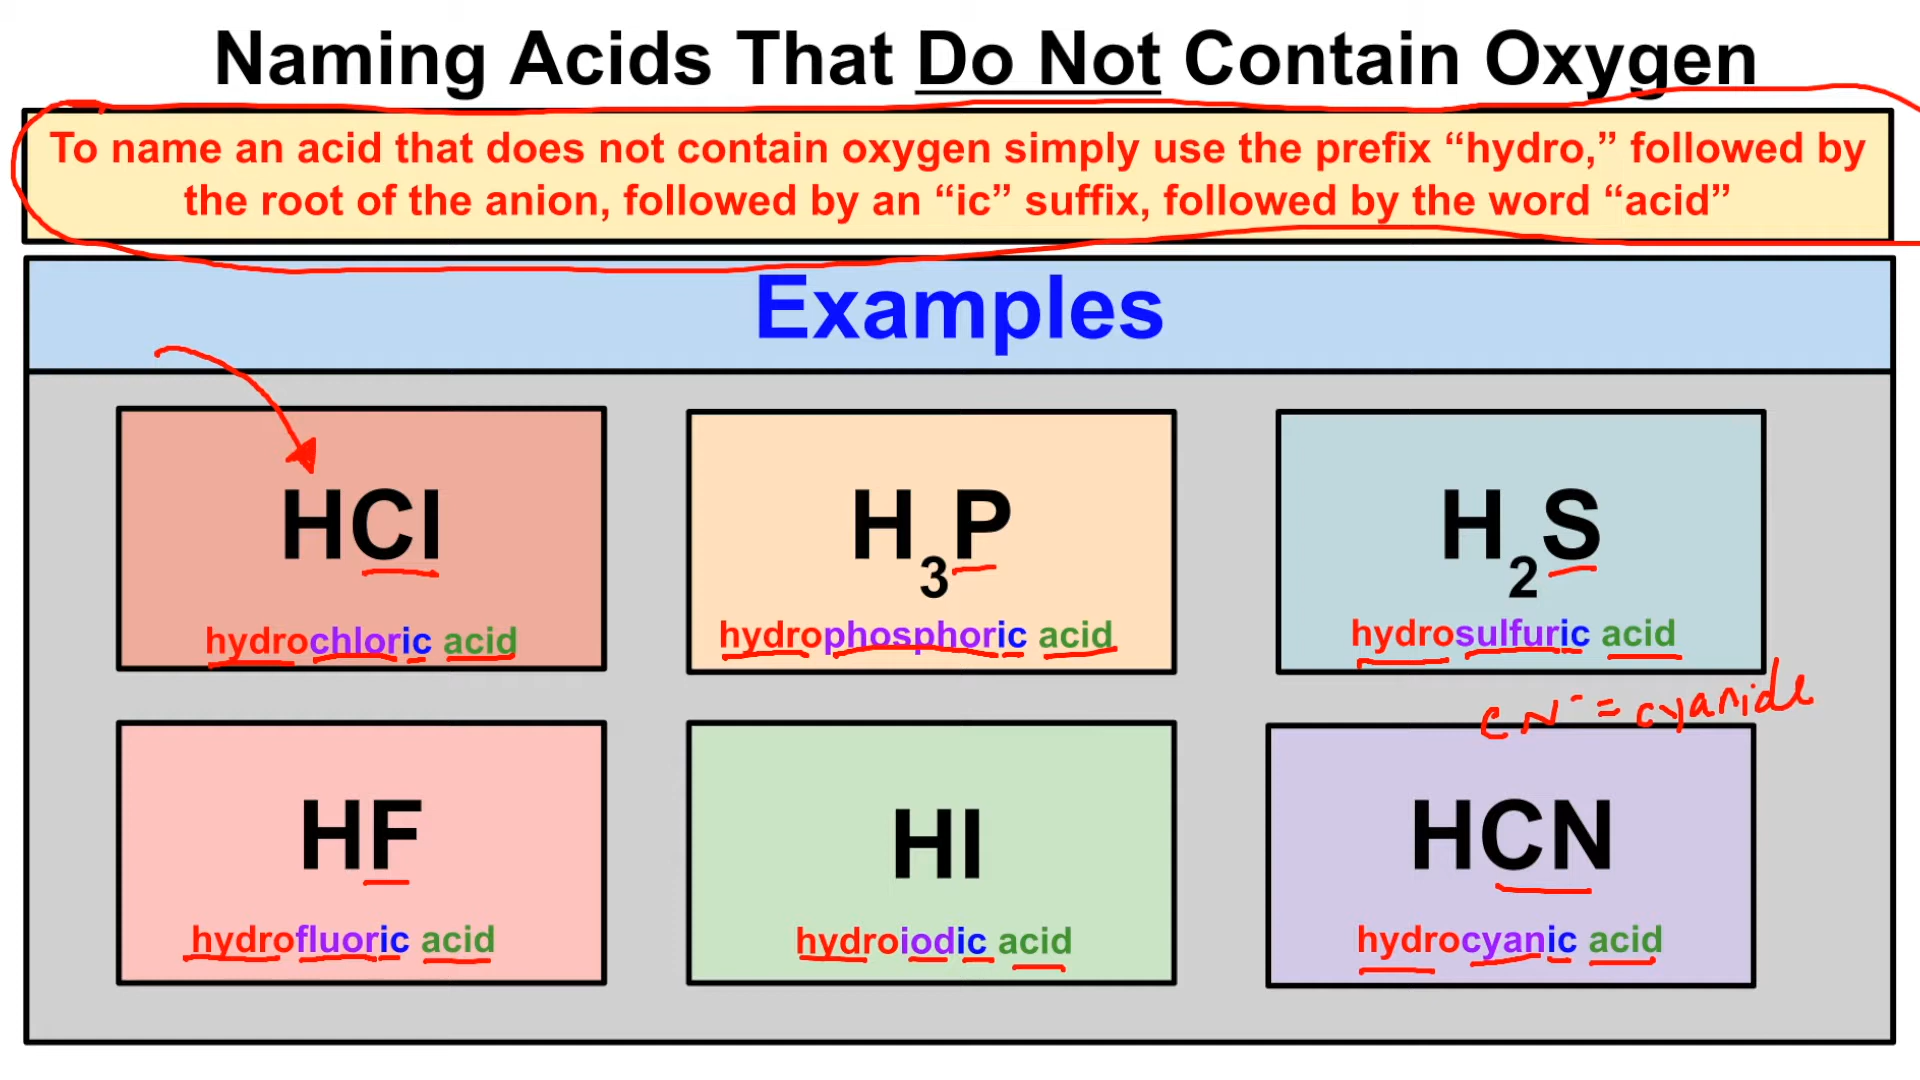 Naming Acids That Do Not Contain Oxygen
To name an acid that does not contain oxygen simply use the prefix “hydro,” followed by
the root of the anion, followed by an “ic” suffix, followed by the word “acid”
Examples
HCl
hydrochloric acid
H3P
hydrophosphoric acid
H2S
hydrosulfuric acid
CN⁻ = cyanide
HF
hydrofluoric acid
HI
hydroiodic acid
HCN
hydrocyanic acid